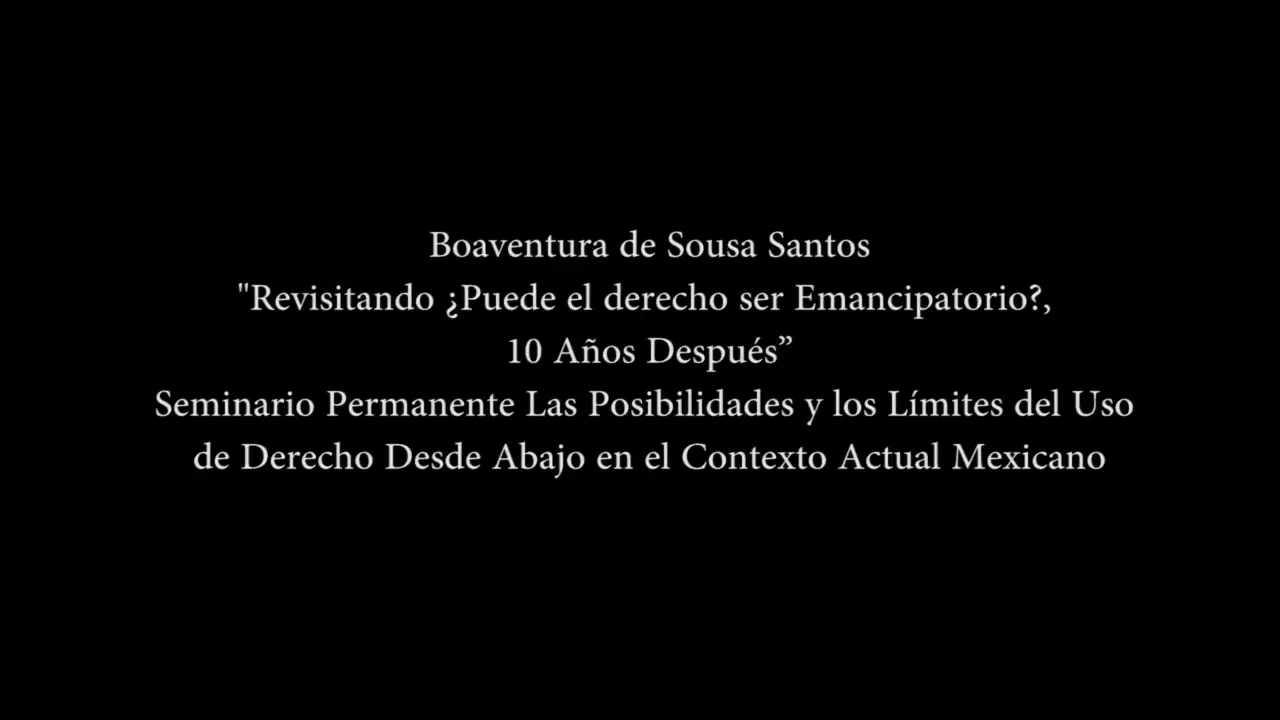 Boaventura de Sousa Santos
"Revisitando ¿Puede el derecho ser Emancipatorio?,
10 Años Después”
Seminario Permanente Las Posibilidades y los Límites del Uso
de Derecho Desde Abajo en el Contexto Actual Mexicano